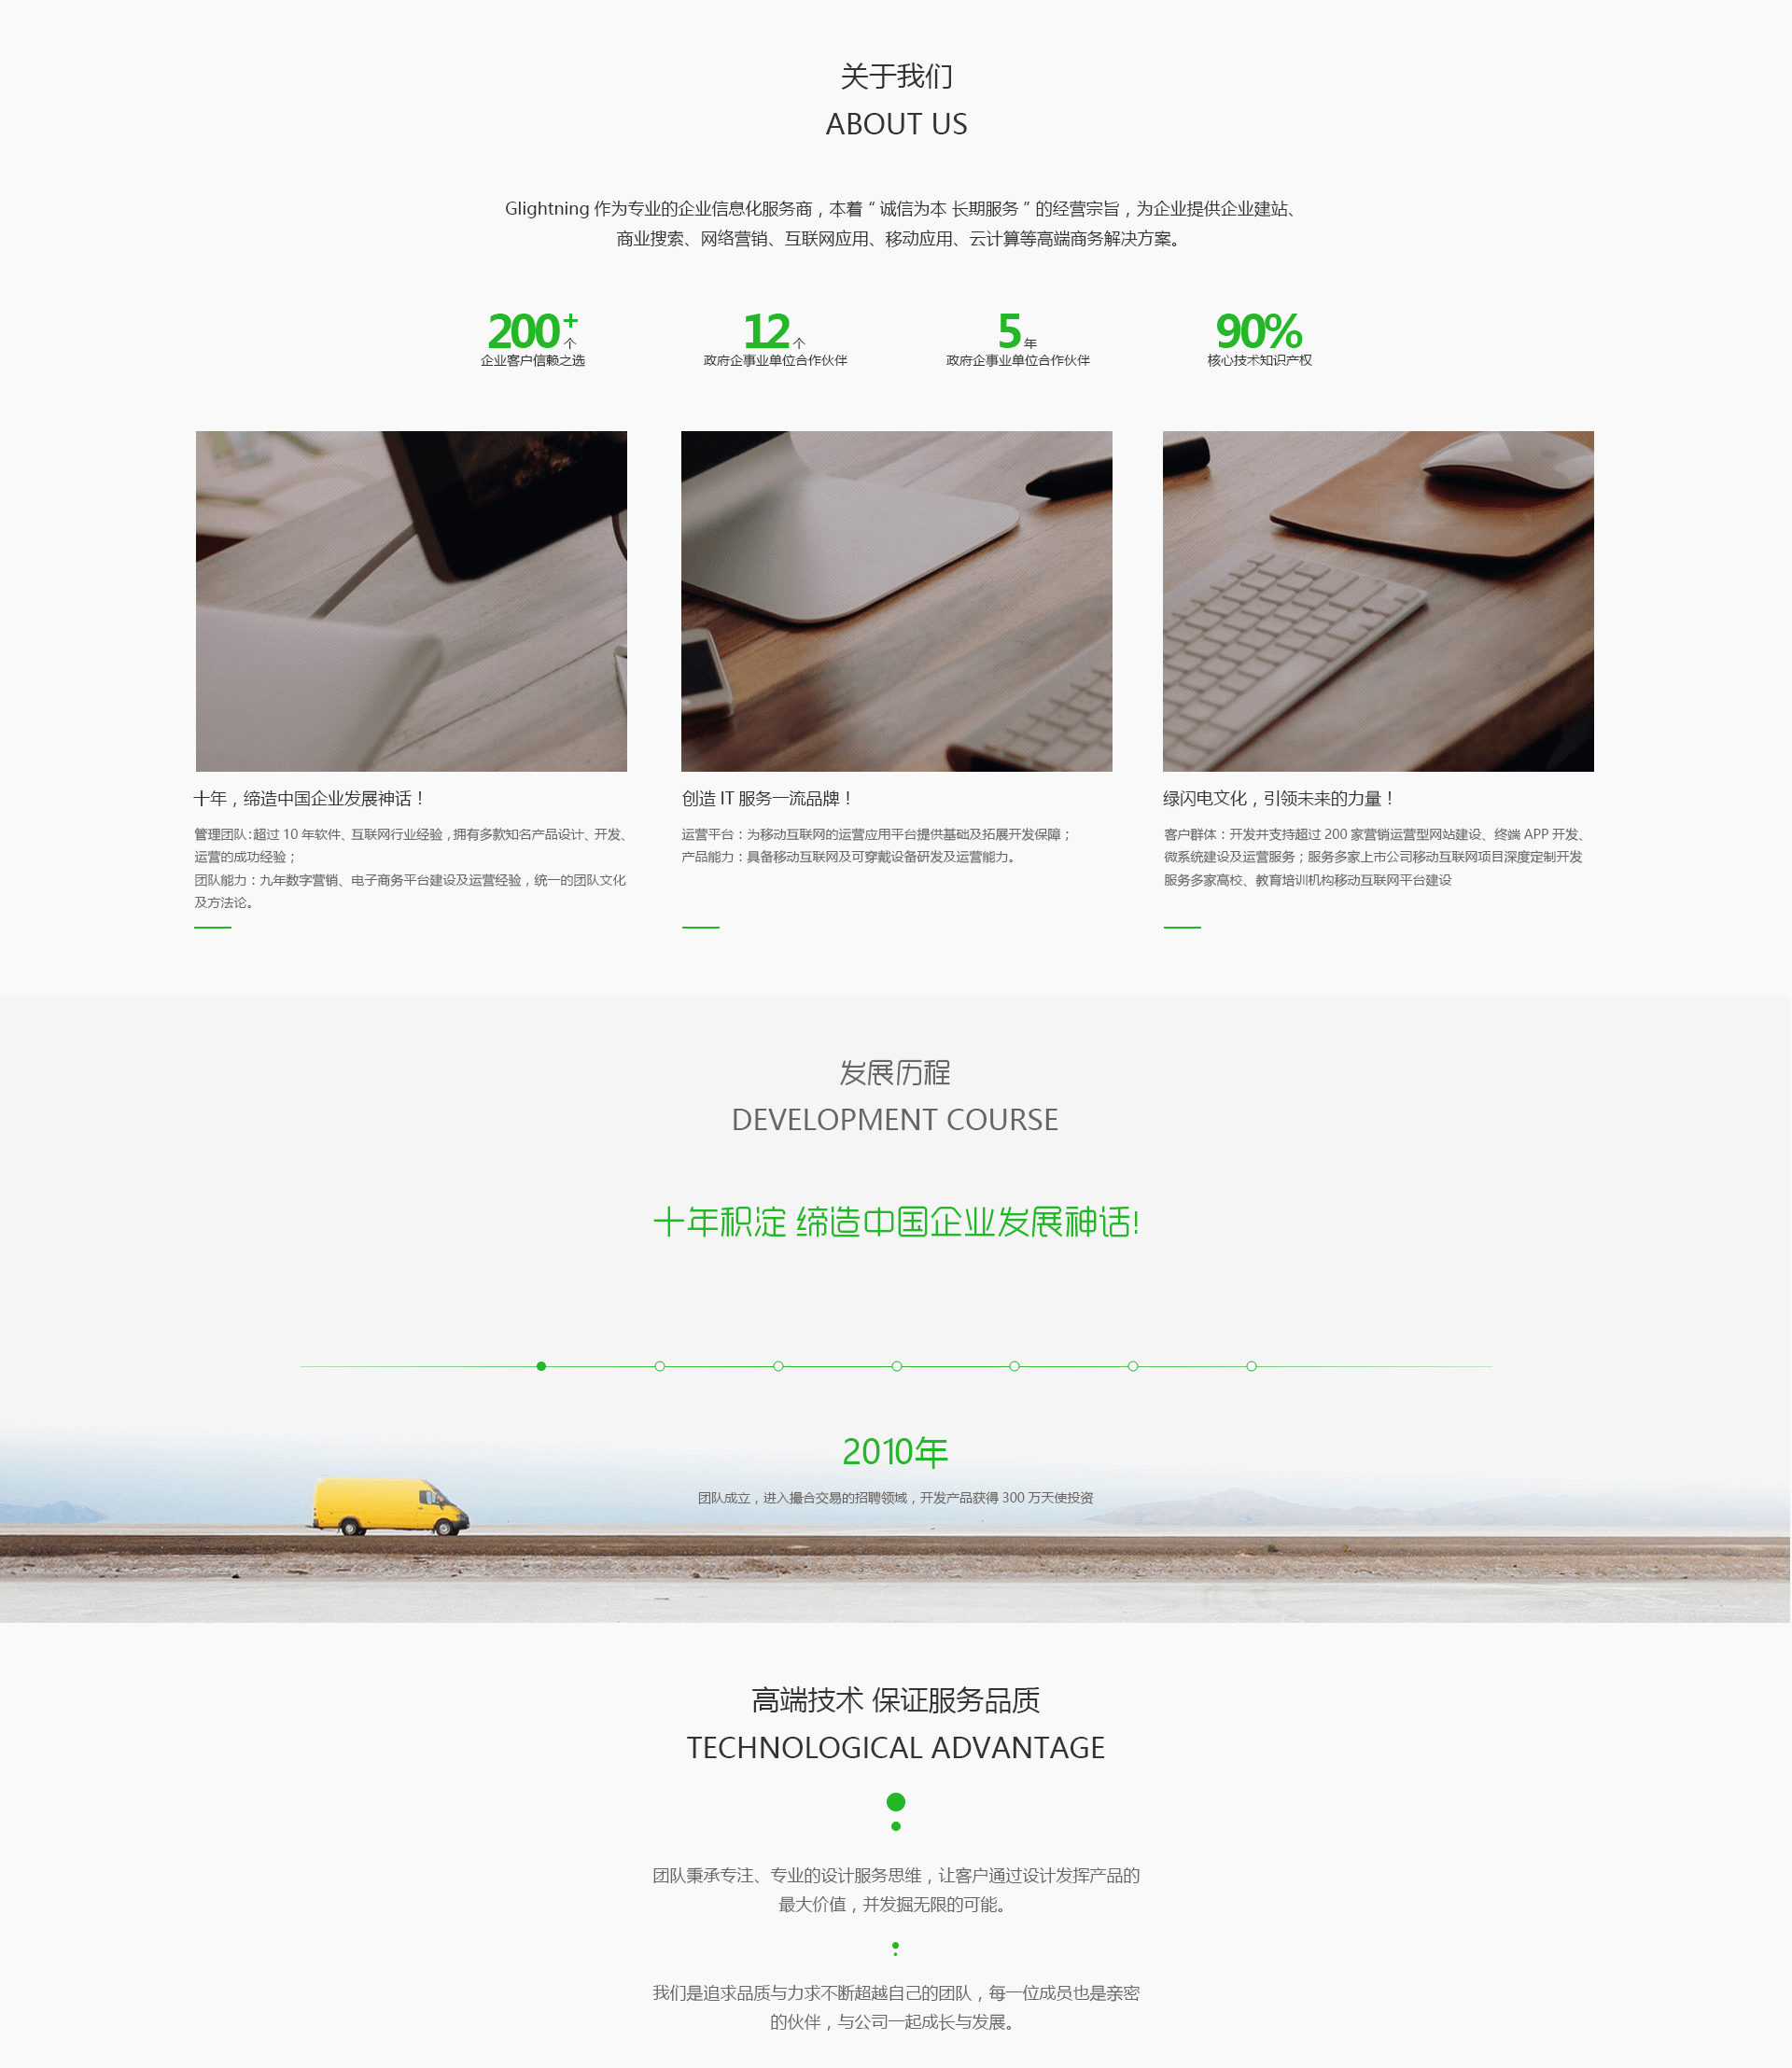 关于我们
ABOUT US
Glightning 作为专业的企业信息化服务商，本着“ 诚信为本 长期服务 ”的经营宗旨，为企业提供企业建站、
商业搜索、网络营销、互联网应用、移动应用、云计算等高端商务解决方案。
200+个
企业客户信赖之选
12个
政府企事业单位合作伙伴
5年
政府企事业单位合作伙伴
90%
核心技术知识产权
十年，缔造中国企业发展神话！
管理团队：超过 10 年软件、互联网行业经验，拥有多款知名产品设计、开发、
运营的成功经验；
团队能力：九年数字营销、电子商务平台建设及运营经验，统一的团队文化
及方法论。
创造 IT 服务一流品牌！
运营平台：为移动互联网的运营应用平台提供基础及拓展开发保障；
产品能力：具备移动互联网及可穿戴设备研发及运营能力。
绿闪电文化，引领未来的力量！
客户群体：开发并支持超过 200 家营销运营型网站建设、终端 APP 开发、
微系统建设及运营服务；服务多家上市公司移动互联网项目深度定制开发
服务多家高校、教育培训机构移动互联网平台建设
发展历程
DEVELOPMENT COURSE
十年积淀 缔造中国企业发展神话!
2010年
团队成立，进入撮合交易的招聘领域，开发产品获得 300 万天使投资
高端技术 保证服务品质
TECHNOLOGICAL ADVANTAGE
团队秉承专注、专业的设计服务思维，让客户通过设计发挥产品的
最大价值，并发掘无限的可能。
我们是追求品质与力求不断超越自己的团队，每一位成员也是亲密
的伙伴，与公司一起成长与发展。